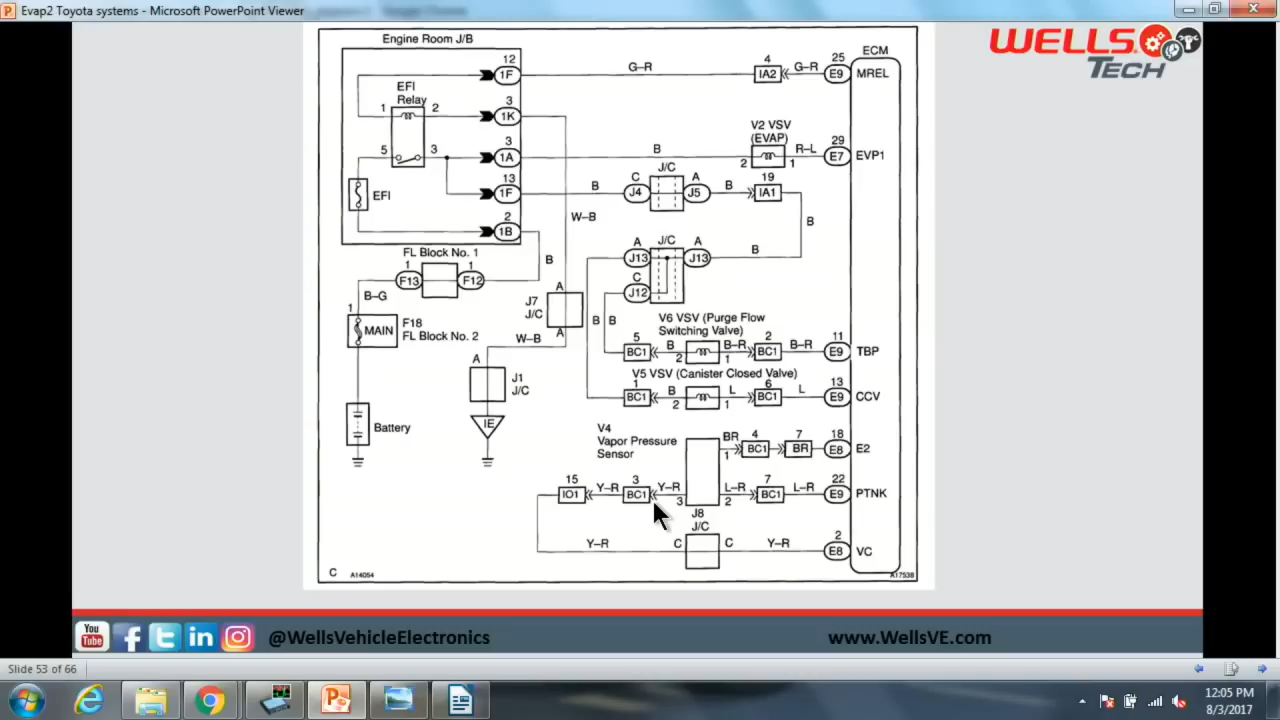 Evap2 Toyota systems - Microsoft PowerPoint Viewer
WELLS
TECH
Engine Room J/B
ECM
12
1F
G-R
4
IA2
G-R
25
E9
MREL
EFI
Relay
1
2
3
1K
V2 VSV
(EVAP)
5
3
3
1A
B
2
1
R-L
29
E7
EVP1
EFI
13
1F
B
C
J4
J/C
A
J5
B
19
IA1
2
1B
W-B
B
FL Block No. 1
1
F13
1
F12
B
A
J13
J/C
A
J13
B
C
J12
B-G
1
MAIN
F18
FL Block No. 2
A
J7
J/C
A
B
B
W-B
V6 VSV (Purge Flow
Switching Valve)
5
BC1
B
2
B-R
1
2
BC1
B-R
11
E9
TBP
A
J1
J/C
V5 VSV (Canister Closed Valve)
1
BC1
B
2
L
1
6
BC1
L
13
E9
CCV
IE
Battery
V4
Vapor Pressure
Sensor
BR
1
4
BC1
7
BR
18
E8
E2
15
IO1
Y-R
3
BC1
Y-R
3
L-R
2
7
BC1
L-R
22
E9
PTNK
J8
J/C
Y-R
C
C
Y-R
2
E8
VC
C
A14054
A17538
You
Tube
f
in
@WellsVehicleElectronics
www.WellsVE.com
Slide 53 of 66
12:05 PM
8/3/2017